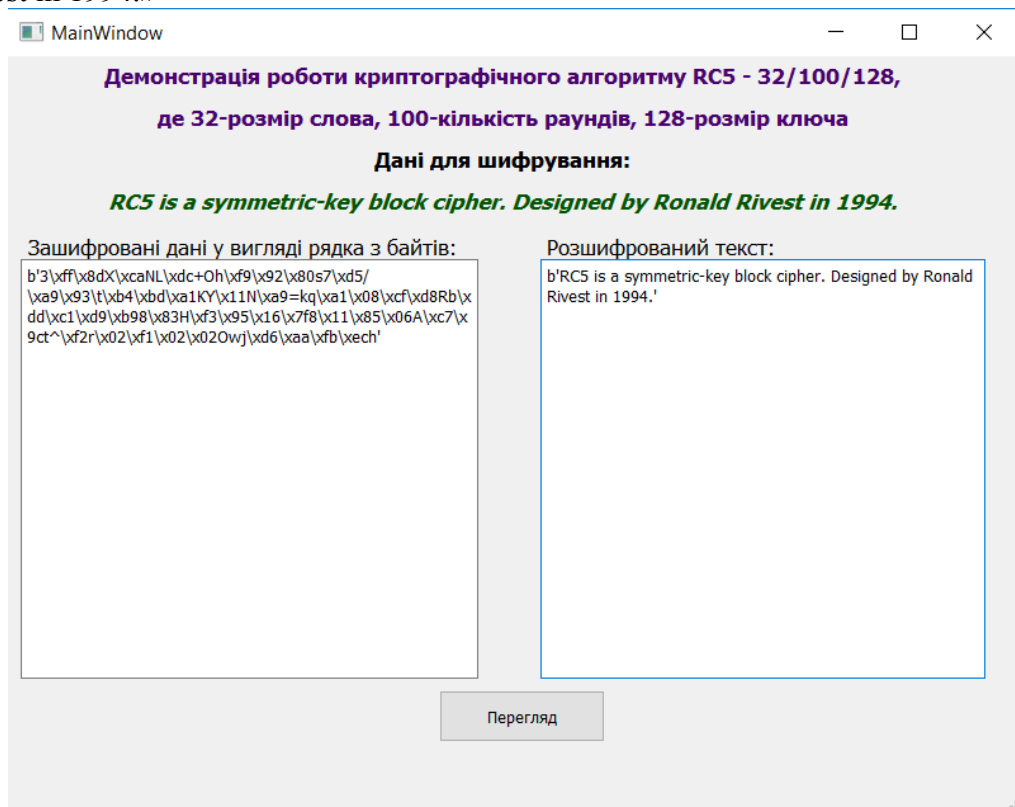 MainWindow
Демонстрація роботи криптографічного алгоритму RC5 - 32/100/128,
де 32-розмір слова, 100-кількість раундів, 128-розмір ключа
Дані для шифрування:
RC5 is a symmetric-key block cipher. Designed by Ronald Rivest in 1994.
Зашифровані дані у вигляді рядка з байтів:
b'3\xff\x8dX\xcaNL\xdc+Oh\xf9\x92\x80s7\xd5/
\xa9\x93\t\xb4\xbd\xa1KY\x11N\xa9=kq\xa1\x08\xcf\xd8Rb\x
dd\xc1\xd9\xb98\x83H\xf3\x95\x16\x7f8\x11\x85\x06A\xc7\x
9ct^\xf2r\x02\xf1\x02\x02Owj\xd6\xaa\xfb\xech'
Розшифрований текст:
b'RC5 is a symmetric-key block cipher. Designed by Ronald
Rivest in 1994.'
Перегляд